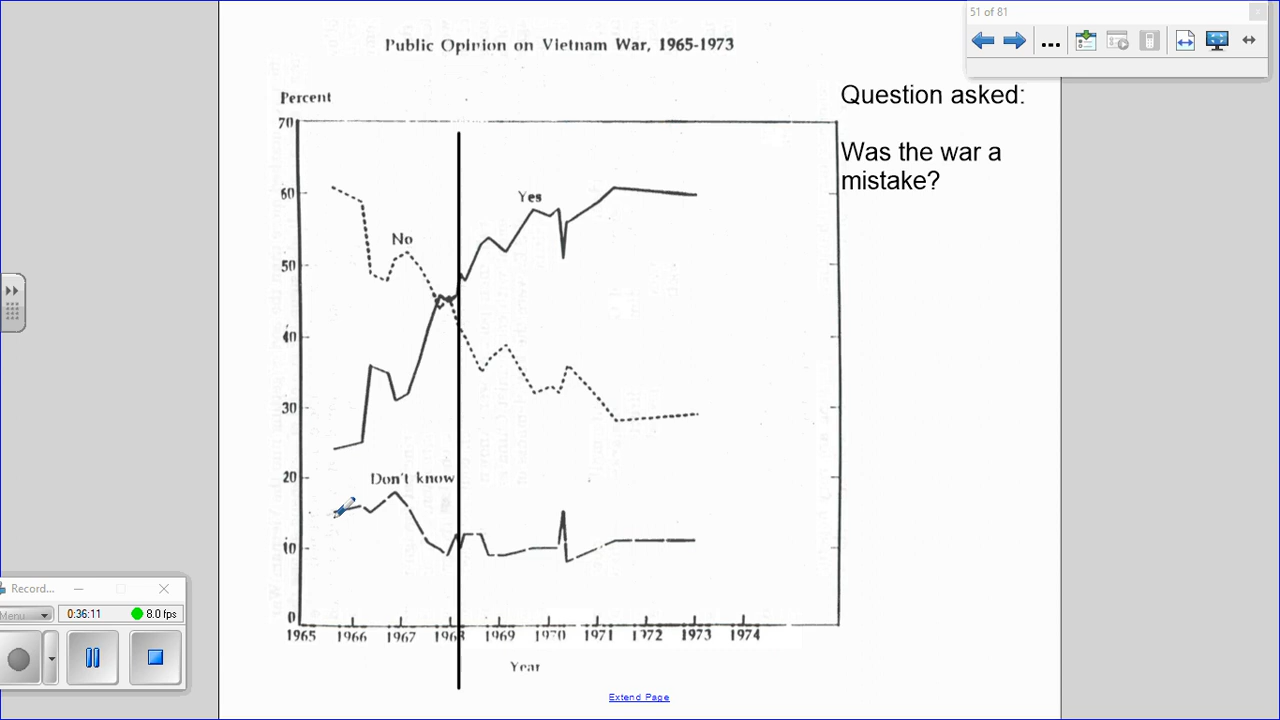 51 of 81
Public Opinion on Vietnam War, 1965-1973
Percent
Question asked:
70
Was the war a
mistake?
60
Yes
No
50
40
30
Don't know
20
10
0
1965 1966 1967 1968 1969 1970 1971 1972 1973 1974
Year
Extend Page
Record...
Menu
0:36:11
8.0 fps